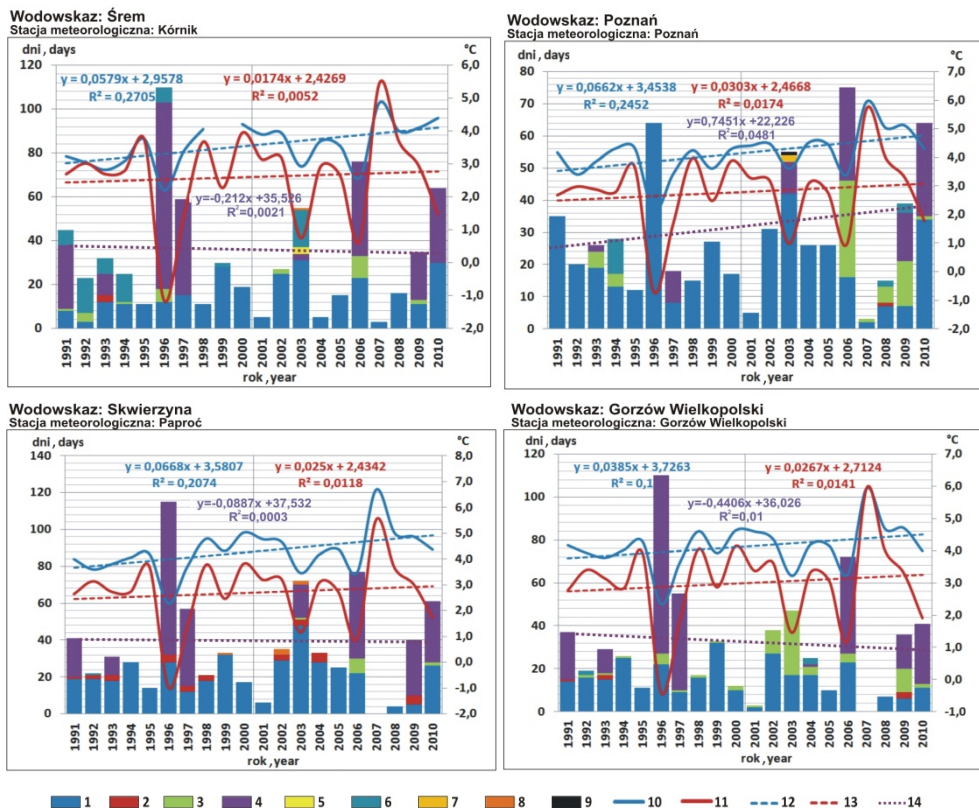 Wodowskaz: Śrem
Stacja meteorologiczna: Kórnik
dni , days
°C
y = 0,0579x + 2,9578
R² = 0,2705
y = 0,0174x + 2,4269
R² = 0,0052
y=-0,212x +35,526
R²=0,0021
120
100
80
60
40
20
0
6,0
5,0
4,0
3,0
2,0
1,0
0,0
-1,0
-2,0
1991 1992 1993 1994 1995 1996 1997 1998 1999 2000 2001 2002 2003 2004 2005 2006 2007 2008 2009 2010
rok , year
Wodowskaz: Poznań
Stacja meteorologiczna: Poznań
dni , days
°C
y = 0,0662x + 3,4538
R² = 0,2452
y = 0,0303x + 2,4668
R² = 0,0174
0,7451x +22,226
0,0481
80
70
60
50
40
30
20
10
0
7,0
6,0
5,0
4,0
3,0
2,0
1,0
0,0
-1,0
-2,0
1991 1992 1993 1994 1995 1996 1997 1998 1999 2000 2001 2002 2003 2004 2005 2006 2007 2008 2009 2010
rok , year
Wodowskaz: Skwierzyna
Stacja meteorologiczna: Paproć
dni , days
°C
y = 0,0668x + 3,5807
R² = 0,2074
y = 0,025x + 2,4342
R² = 0,0118
y=-0,0887x +37,532
R²=0,0003
140
120
100
80
60
40
20
0
8,0
7,0
6,0
5,0
4,0
3,0
2,0
1,0
0,0
-1,0
-2,0
1991 1992 1993 1994 1995 1996 1997 1998 1999 2000 2001 2002 2003 2004 2005 2006 2007 2008 2009 2010
rok , year
Wodowskaz: Gorzów Wielkopolski
Stacja meteorologiczna: Gorzów Wielkopolski
dni , days
°C
y = 0,0385x + 3,7263
R² = 0,1
y = 0,0267x + 2,7124
R² = 0,0141
y=-0,4406x +36,026
R²=0,01
120
100
80
60
40
20
0
7,0
6,0
5,0
4,0
3,0
2,0
1,0
0,0
-1,0
1991 1992 1993 1994 1995 1996 1997 1998 1999 2000 2001 2002 2003 2004 2005 2006 2007 2008 2009 2010
rok , year
1 2 3 4 5 6 7 8 9 10 11 12 13 14